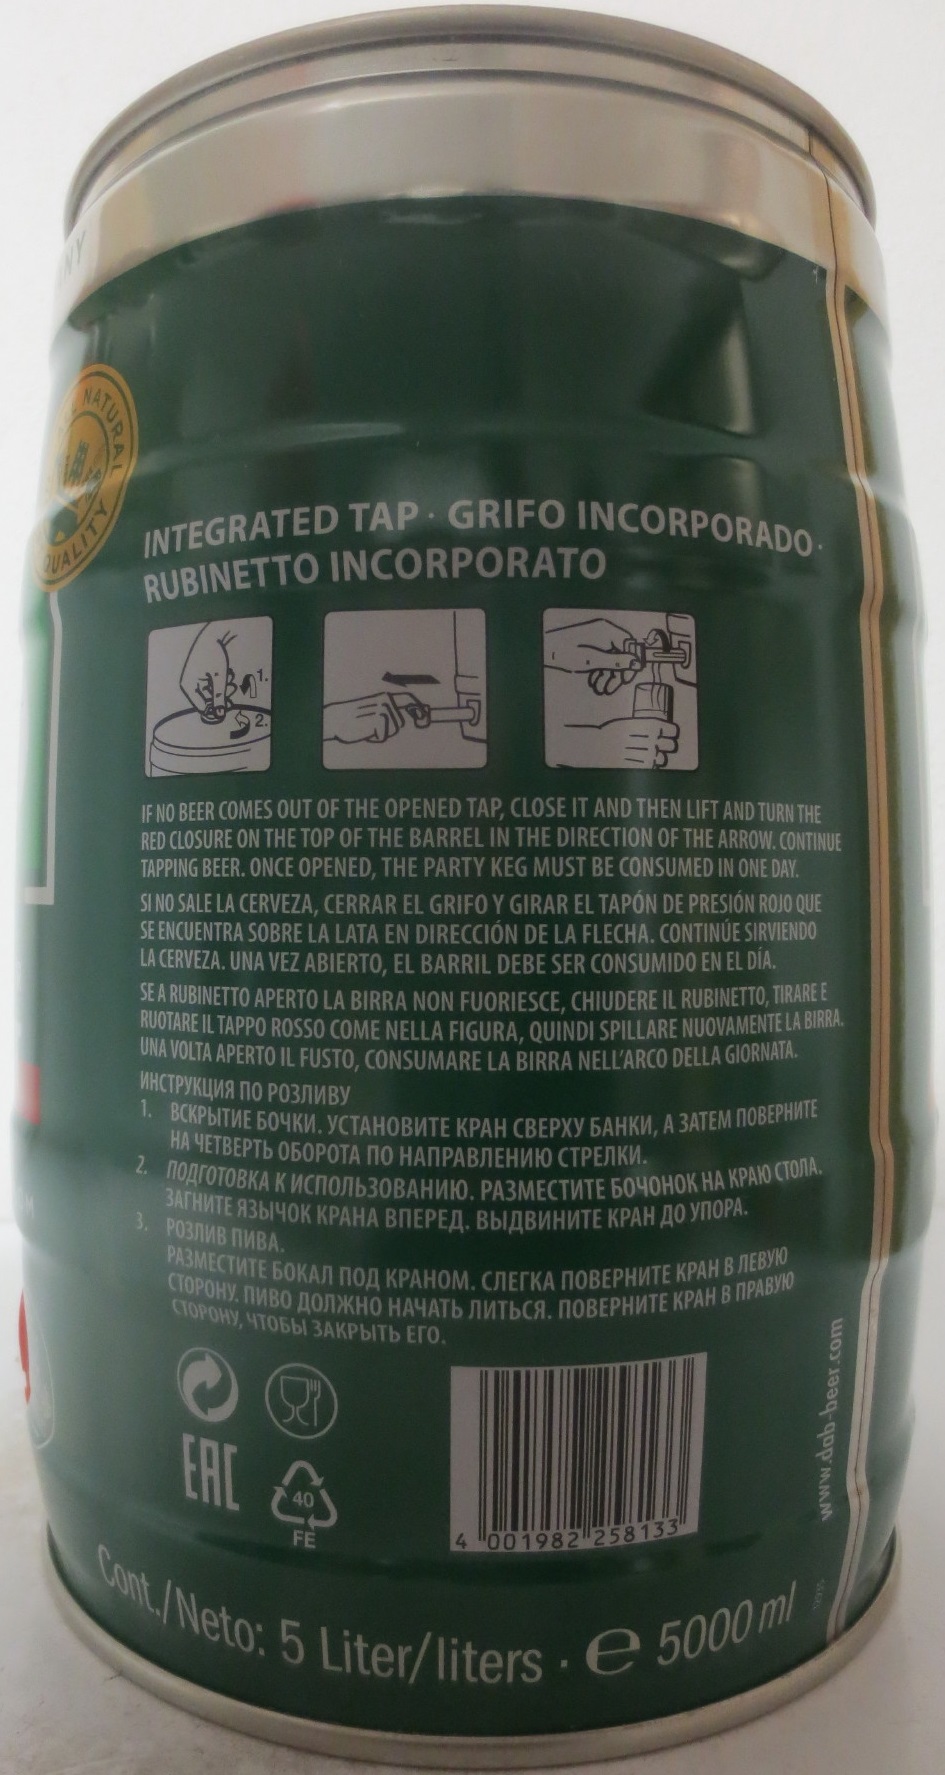 NY
NATURAL
QUALITY
INTEGRATED TAP · GRIFO INCORPORADO ·
RUBINETTO INCORPORATO
1.
2.
IF NO BEER COMES OUT OF THE OPENED TAP, CLOSE IT AND THEN LIFT AND TURN THE
RED CLOSURE ON THE TOP OF THE BARREL IN THE DIRECTION OF THE ARROW. CONTINUE
TAPPING BEER. ONCE OPENED, THE PARTY KEG MUST BE CONSUMED IN ONE DAY.
SI NO SALE LA CERVEZA, CERRAR EL GRIFO Y GIRAR EL TAPÓN DE PRESIÓN ROJO QUE
SE ENCUENTRA SOBRE LA LATA EN DIRECCIÓN DE LA FLECHA. CONTINÚE SIRVIENDO
LA CERVEZA. UNA VEZ ABIERTO, EL BARRIL DEBE SER CONSUMIDO EN EL DÍA.
SE A RUBINETTO APERTO LA BIRRA NON FUORIESCE, CHIUDERE IL RUBINETTO, TIRARE E
RUOTARE IL TAPPO ROSSO COME NELLA FIGURA, QUINDI SPILLARE NUOVAMENTE LA BIRRA.
UNA VOLTA APERTO IL FUSTO, CONSUMARE LA BIRRA NELL'ARCO DELLA GIORNATA.
ИНСТРУКЦИЯ ПО РОЗЛИВУ
1. ВСКРЫТИЕ БОЧКИ. УСТАНОВИТЕ КРАН СВЕРХУ БАНКИ, А ЗАТЕМ ПОВЕРНИТЕ
НА ЧЕТВЕРТЬ ОБОРОТА ПО НАПРАВЛЕНИЮ СТРЕЛКИ.
2. ПОДГОТОВКА К ИСПОЛЬЗОВАНИЮ. РАЗМЕСТИТЕ БОЧОНОК НА КРАЮ СТОЛА.
ЗАГНИТЕ ЯЗЫЧОК КРАНА ВПЕРЕД. ВЫДВИНИТЕ КРАН ДО УПОРА.
3. РОЗЛИВ ПИВА.
РАЗМЕСТИТЕ БОКАЛ ПОД КРАНОМ. СЛЕГКА ПОВЕРНИТЕ КРАН В ЛЕВУЮ
СТОРОНУ. ПИВО ДОЛЖНО НАЧАТЬ ЛИТЬСЯ. ПОВЕРНИТЕ КРАН В ПРАВУЮ
СТОРОНУ, ЧТОБЫ ЗАКРЫТЬ ЕГО.
EAC
40
FE
4 001982 258133
www.dab-beer.com
Cont./Neto: 5 Liter/liters · e 5000 ml